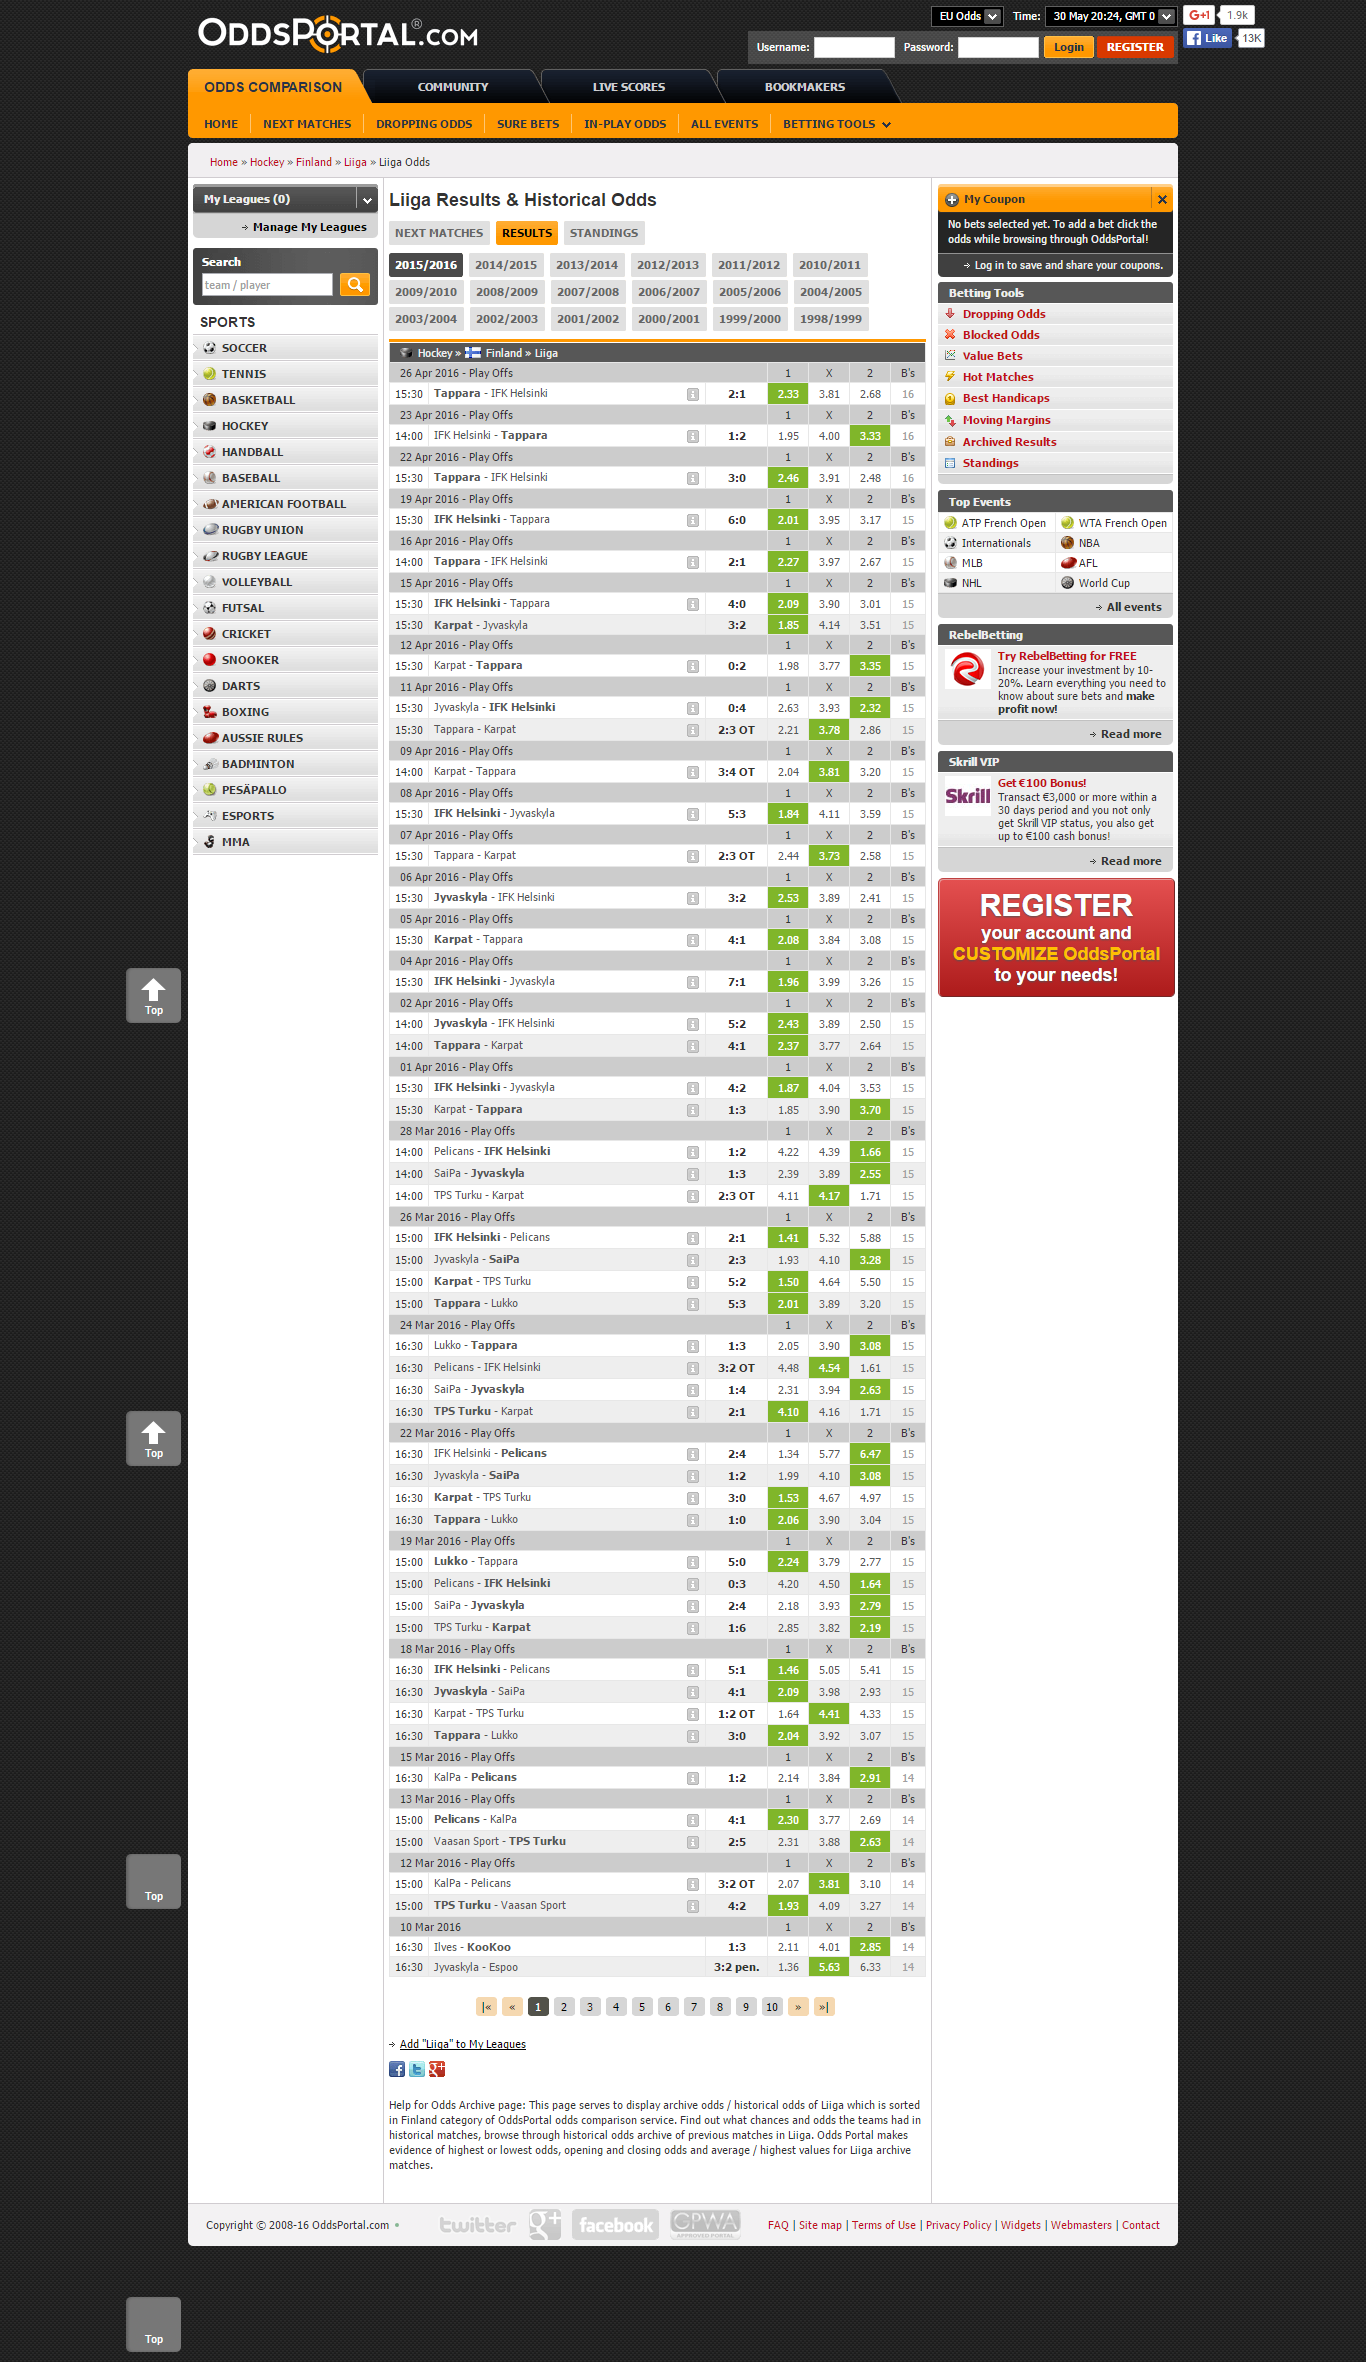 ODDSPORTAL®.COM
EU Odds Time: 30 May 20:24, GMT 0
G+1 1.9k
Like 13K
Username: Password: Login REGISTER
ODDS COMPARISON COMMUNITY LIVE SCORES BOOKMAKERS
HOME NEXT MATCHES DROPPING ODDS SURE BETS IN-PLAY ODDS ALL EVENTS BETTING TOOLS
Home » Hockey » Finland » Liiga » Liiga Odds
My Leagues (0)
Manage My Leagues
Search
team / player
SPORTS
SOCCER
TENNIS
BASKETBALL
HOCKEY
HANDBALL
BASEBALL
AMERICAN FOOTBALL
RUGBY UNION
RUGBY LEAGUE
VOLLEYBALL
FUTSAL
CRICKET
SNOOKER
DARTS
BOXING
AUSSIE RULES
BADMINTON
PESÄPALLO
ESPORTS
MMA
Top
Top
Top
Top
Liiga Results & Historical Odds
NEXT MATCHES RESULTS STANDINGS
2015/2016 2014/2015 2013/2014 2012/2013 2011/2012 2010/2011
2009/2010 2008/2009 2007/2008 2006/2007 2005/2006 2004/2005
2003/2004 2002/2003 2001/2002 2000/2001 1999/2000 1998/1999
Hockey » Finland » Liiga
26 Apr 2016 - Play Offs 1 X 2 B's
15:30 Tappara - IFK Helsinki 2:1 2.33 3.81 2.68 16
23 Apr 2016 - Play Offs 1 X 2 B's
14:00 IFK Helsinki - Tappara 1:2 1.95 4.00 3.33 16
22 Apr 2016 - Play Offs 1 X 2 B's
15:30 Tappara - IFK Helsinki 3:0 2.46 3.91 2.48 16
19 Apr 2016 - Play Offs 1 X 2 B's
15:30 IFK Helsinki - Tappara 6:0 2.01 3.95 3.17 15
16 Apr 2016 - Play Offs 1 X 2 B's
14:00 Tappara - IFK Helsinki 2:1 2.27 3.97 2.67 15
15 Apr 2016 - Play Offs 1 X 2 B's
15:30 IFK Helsinki - Tappara 4:0 2.09 3.90 3.01 15
15:30 Karpat - Jyvaskyla 3:2 1.85 4.14 3.51 15
12 Apr 2016 - Play Offs 1 X 2 B's
15:30 Karpat - Tappara 0:2 1.98 3.77 3.35 15
11 Apr 2016 - Play Offs 1 X 2 B's
15:30 Jyvaskyla - IFK Helsinki 0:4 2.63 3.93 2.32 15
15:30 Tappara - Karpat 2:3 OT 2.21 3.78 2.86 15
09 Apr 2016 - Play Offs 1 X 2 B's
14:00 Karpat - Tappara 3:4 OT 2.04 3.81 3.20 15
08 Apr 2016 - Play Offs 1 X 2 B's
15:30 IFK Helsinki - Jyvaskyla 5:3 1.84 4.11 3.59 15
07 Apr 2016 - Play Offs 1 X 2 B's
15:30 Tappara - Karpat 2:3 OT 2.44 3.73 2.58 15
06 Apr 2016 - Play Offs 1 X 2 B's
15:30 Jyvaskyla - IFK Helsinki 3:2 2.53 3.89 2.41 15
05 Apr 2016 - Play Offs 1 X 2 B's
15:30 Karpat - Tappara 4:1 2.08 3.84 3.08 15
04 Apr 2016 - Play Offs 1 X 2 B's
15:30 IFK Helsinki - Jyvaskyla 7:1 1.96 3.99 3.26 15
02 Apr 2016 - Play Offs 1 X 2 B's
14:00 Jyvaskyla - IFK Helsinki 5:2 2.43 3.89 2.50 15
14:00 Tappara - Karpat 4:1 2.37 3.77 2.64 15
01 Apr 2016 - Play Offs 1 X 2 B's
15:30 IFK Helsinki - Jyvaskyla 4:2 1.87 4.04 3.53 15
15:30 Karpat - Tappara 1:3 1.85 3.90 3.70 15
28 Mar 2016 - Play Offs 1 X 2 B's
14:00 Pelicans - IFK Helsinki 1:2 4.22 4.39 1.66 15
14:00 SaiPa - Jyvaskyla 1:3 2.39 3.89 2.55 15
14:00 TPS Turku - Karpat 2:3 OT 4.11 4.17 1.71 15
26 Mar 2016 - Play Offs 1 X 2 B's
15:00 IFK Helsinki - Pelicans 2:1 1.41 5.32 5.88 15
15:00 Jyvaskyla - SaiPa 2:3 1.93 4.10 3.28 15
15:00 Karpat - TPS Turku 5:2 1.50 4.64 5.50 15
15:00 Tappara - Lukko 5:3 2.01 3.89 3.20 15
24 Mar 2016 - Play Offs 1 X 2 B's
16:30 Lukko - Tappara 1:3 2.05 3.90 3.08 15
16:30 Pelicans - IFK Helsinki 3:2 OT 4.48 4.54 1.61 15
16:30 SaiPa - Jyvaskyla 1:4 2.31 3.94 2.63 15
16:30 TPS Turku - Karpat 2:1 4.10 4.16 1.71 15
22 Mar 2016 - Play Offs 1 X 2 B's
16:30 IFK Helsinki - Pelicans 2:4 1.34 5.77 6.47 15
16:30 Jyvaskyla - SaiPa 1:2 1.99 4.10 3.08 15
16:30 Karpat - TPS Turku 3:0 1.53 4.67 4.97 15
16:30 Tappara - Lukko 1:0 2.06 3.90 3.04 15
19 Mar 2016 - Play Offs 1 X 2 B's
15:00 Lukko - Tappara 5:0 2.24 3.79 2.77 15
15:00 Pelicans - IFK Helsinki 0:3 4.20 4.50 1.64 15
15:00 SaiPa - Jyvaskyla 2:4 2.18 3.93 2.79 15
15:00 TPS Turku - Karpat 1:6 2.85 3.82 2.19 15
18 Mar 2016 - Play Offs 1 X 2 B's
16:30 IFK Helsinki - Pelicans 5:1 1.46 5.05 5.41 15
16:30 Jyvaskyla - SaiPa 4:1 2.09 3.98 2.93 15
16:30 Karpat - TPS Turku 1:2 OT 1.64 4.41 4.33 15
16:30 Tappara - Lukko 3:0 2.04 3.92 3.07 15
15 Mar 2016 - Play Offs 1 X 2 B's
16:30 KalPa - Pelicans 1:2 2.14 3.84 2.91 14
13 Mar 2016 - Play Offs 1 X 2 B's
15:00 Pelicans - KalPa 4:1 2.30 3.77 2.69 14
15:00 Vaasan Sport - TPS Turku 2:5 2.31 3.88 2.63 14
12 Mar 2016 - Play Offs 1 X 2 B's
15:00 KalPa - Pelicans 3:2 OT 2.07 3.81 3.10 14
15:00 TPS Turku - Vaasan Sport 4:2 1.93 4.09 3.27 14
10 Mar 2016 1 X 2 B's
16:30 Ilves - KooKoo 1:3 2.11 4.01 2.85 14
16:30 Jyvaskyla - Espoo 3:2 pen. 1.36 5.63 6.33 14
|« « 1 2 3 4 5 6 7 8 9 10 » »|
Add "Liiga" to My Leagues
Help for Odds Archive page: This page serves to display archive odds / historical odds of Liiga which is sorted
in Finland category of OddsPortal odds comparison service. Find out what chances and odds the teams had in
historical matches, browse through historical odds archive of previous matches in Liiga. Odds Portal makes
evidence of highest or lowest odds, opening and closing odds and average / highest values for Liiga archive
matches.
My Coupon
No bets selected yet. To add a bet click the
odds while browsing through OddsPortal!
Log in to save and share your coupons.
Betting Tools
Dropping Odds
Blocked Odds
Value Bets
Hot Matches
Best Handicaps
Moving Margins
Archived Results
Standings
Top Events
ATP French Open WTA French Open
Internationals NBA
MLB AFL
NHL World Cup
All events
RebelBetting
Try RebelBetting for FREE
Increase your investment by 10-
20%. Learn everything you need to
know about sure bets and make
profit now!
Read more
Skrill VIP
Skrill
Get €100 Bonus!
Transact €3,000 or more within a
30 days period and you not only
get Skrill VIP status, you also get
up to €100 cash bonus!
Read more
REGISTER
your account and
CUSTOMIZE OddsPortal
to your needs!
Copyright © 2008-16 OddsPortal.com
twitter g+ facebook CPWA
APPROVED PORTAL
FAQ | Site map | Terms of Use | Privacy Policy | Widgets | Webmasters | Contact